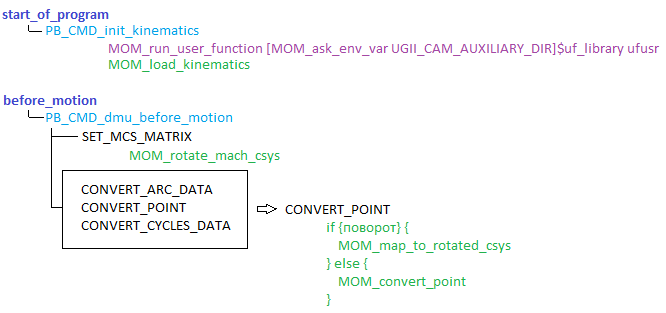 start_of_program
PB_CMD_init_kinematics
MOM_run_user_function [MOM_ask_env_var UGII_CAM_AUXILIARY_DIR]$uf_library ufusr
MOM_load_kinematics
before_motion
PB_CMD_dmu_before_motion
SET_MCS_MATRIX
MOM_rotate_mach_csys
CONVERT_ARC_DATA
CONVERT_POINT
CONVERT_CYCLES_DATA
CONVERT_POINT
if {поворот} {
MOM_map_to_rotated_csys
} else {
MOM_convert_point
}